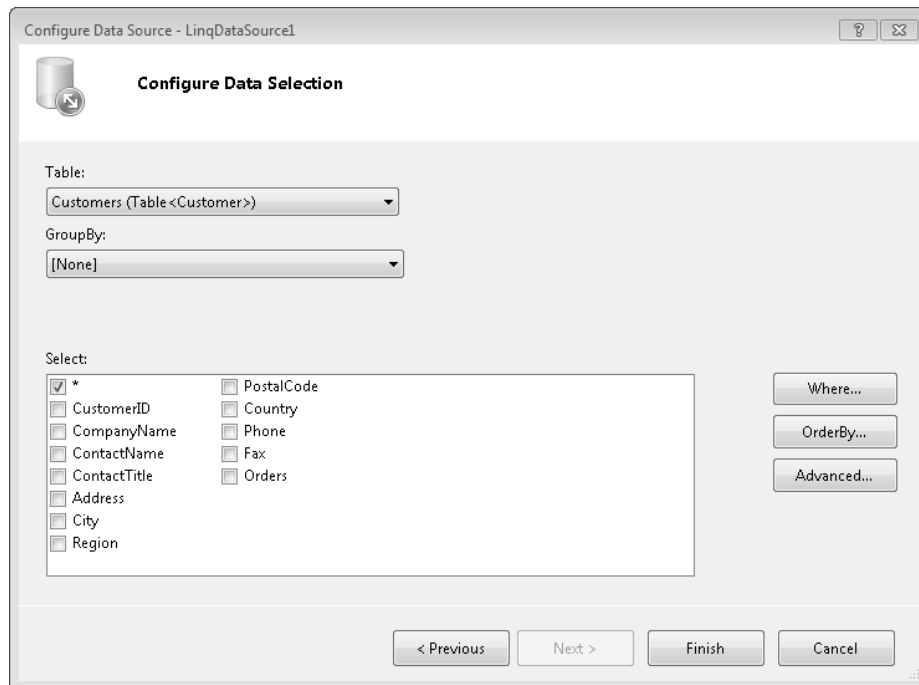 Configure Data Source - LinqDataSource1
Configure Data Selection
Table:
Customers (Table<Customer>)
GroupBy:
[None]
Select:
*
CustomerID
CompanyName
ContactName
ContactTitle
Address
City
Region
PostalCode
Country
Phone
Fax
Orders
Where...
OrderBy...
Advanced...
< Previous
Next >
Finish
Cancel